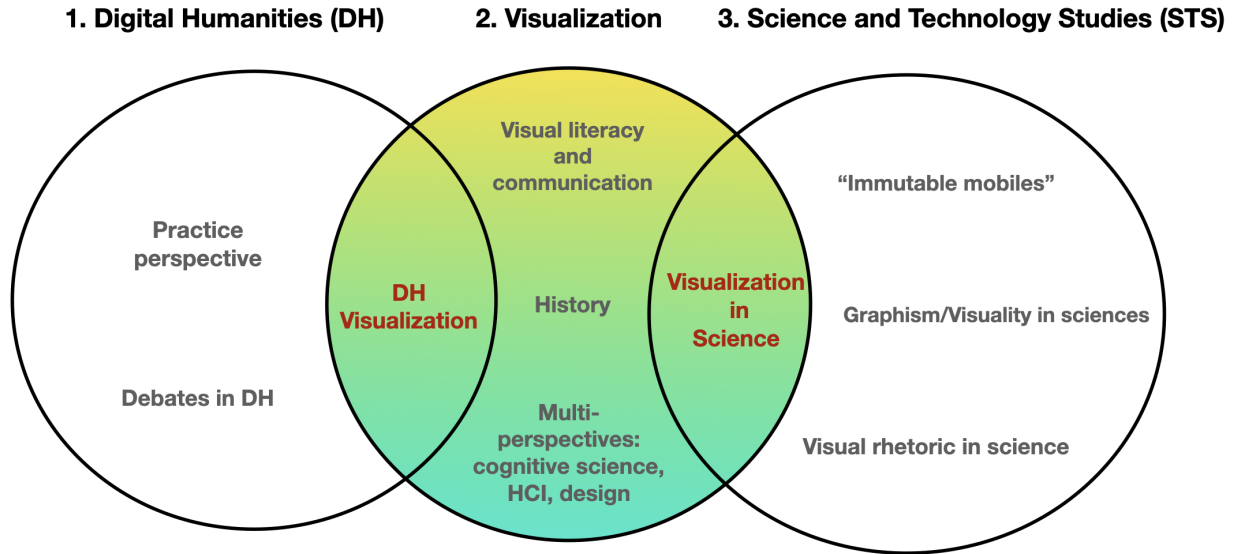 1. Digital Humanities (DH)
2. Visualization
3. Science and Technology Studies (STS)
Practice
perspective
Debates in DH
DH
Visualization
Visual literacy
and
communication
History
Multi-
perspectives:
cognitive science,
HCI, design
Visualization
in
Science
“Immutable mobiles”
Graphism/Visuality in sciences
Visual rhetoric in science